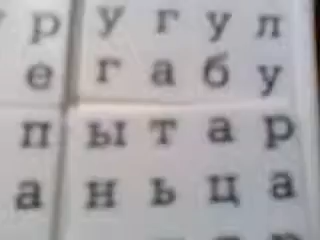 р у г у л
е г а б у
п ы т а р
а н ь ц а